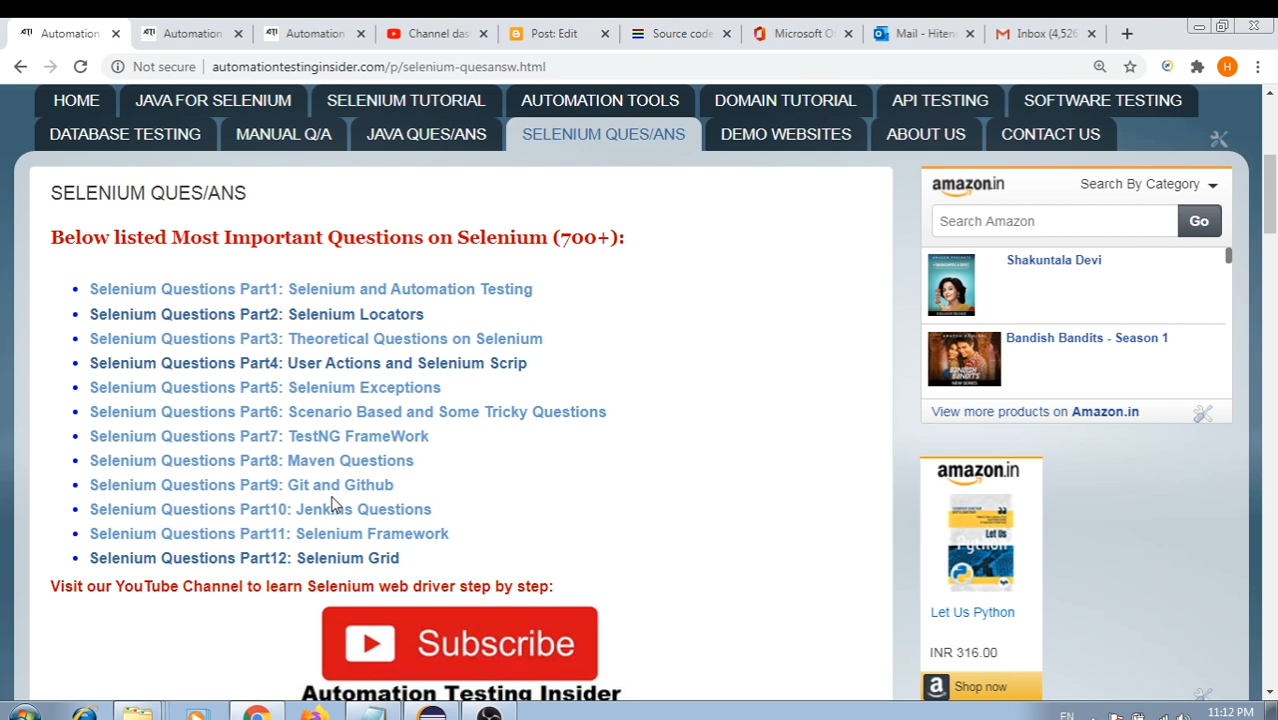 Automation
Automation
Automation
Channel das
Post: Edit
Source code
Microsoft Of
Mail - Hiten
Inbox (4,526
Not secure
automationtestinginsider.com/p/selenium-quesansw.html
H
HOME
JAVA FOR SELENIUM
SELENIUM TUTORIAL
AUTOMATION TOOLS
DOMAIN TUTORIAL
API TESTING
SOFTWARE TESTING
DATABASE TESTING
MANUAL Q/A
JAVA QUES/ANS
SELENIUM QUES/ANS
DEMO WEBSITES
ABOUT US
CONTACT US
SELENIUM QUES/ANS
Below listed Most Important Questions on Selenium (700+):
Selenium Questions Part1: Selenium and Automation Testing
Selenium Questions Part2: Selenium Locators
Selenium Questions Part3: Theoretical Questions on Selenium
Selenium Questions Part4: User Actions and Selenium Scrip
Selenium Questions Part5: Selenium Exceptions
Selenium Questions Part6: Scenario Based and Some Tricky Questions
Selenium Questions Part7: TestNG FrameWork
Selenium Questions Part8: Maven Questions
Selenium Questions Part9: Git and Github
Selenium Questions Part10: Jenkins Questions
Selenium Questions Part11: Selenium Framework
Selenium Questions Part12: Selenium Grid
Visit our YouTube Channel to learn Selenium web driver step by step:
Subscribe
Automation Testing Insider
amazon.in
Search By Category
Search Amazon
Go
Shakuntala Devi
Bandish Bandits - Season 1
View more products on Amazon.in
amazon.in
Let Us
Python
Let Us Python
INR 316.00
Shop now
EN
11:12 PM